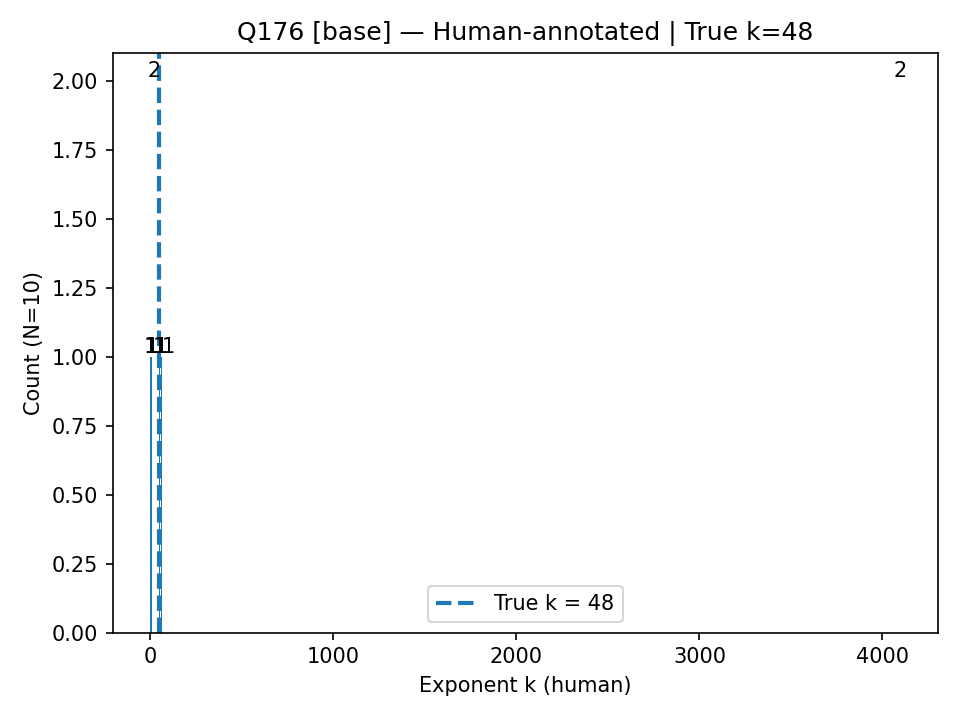 Q176 [base] — Human-annotated | True k=48
2 2
2.00
1.75
1.50
1.25
1.00
0.75
0.50
0.25
0.00
Count (N=10)
0 1000 2000 3000 4000
Exponent k (human)
True k = 48